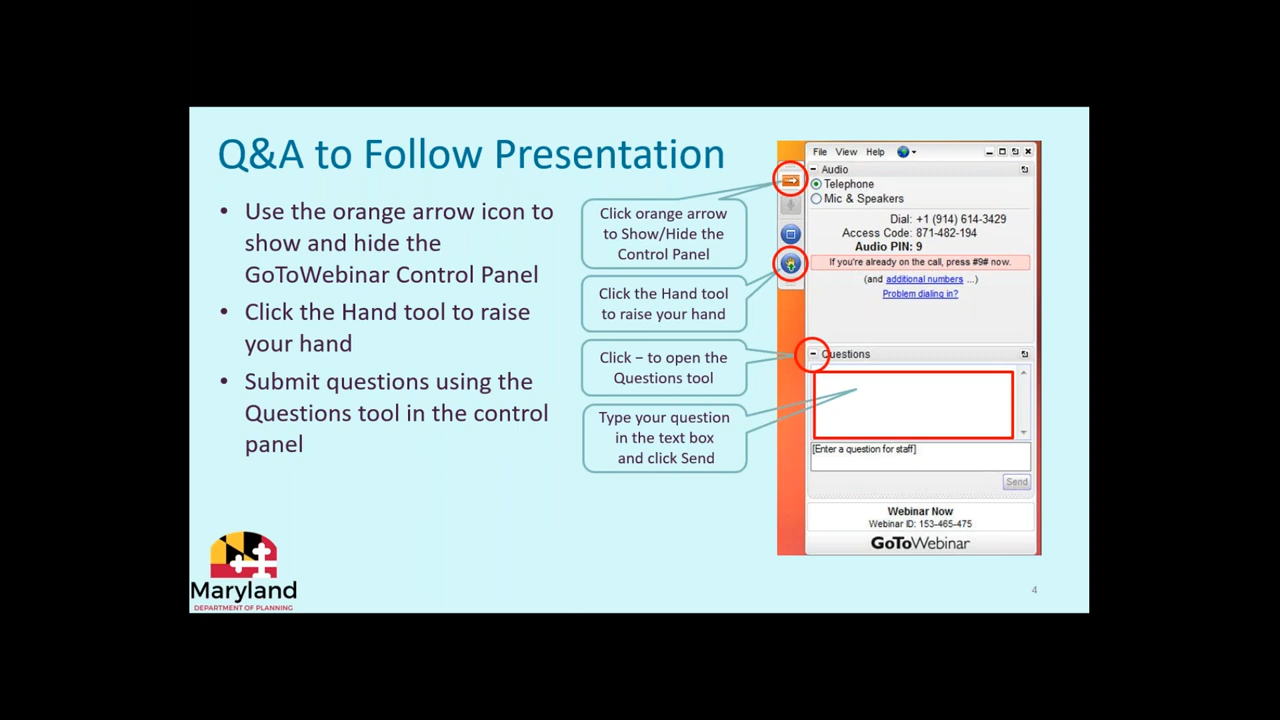 Q&A to Follow Presentation
• Use the orange arrow icon to
show and hide the
GoToWebinar Control Panel
• Click the Hand tool to raise
your hand
• Submit questions using the
Questions tool in the control
panel
Click orange arrow
to Show/Hide the
Control Panel
Click the Hand tool
to raise your hand
Click – to open the
Questions tool
Type your question
in the text box
and click Send
File View Help
Audio
Telephone
Mic & Speakers
Dial: +1 (914) 614-3429
Access Code: 871-482-194
Audio PIN: 9
If you're already on the call, press #9# now.
(and additional numbers ...)
Problem dialing in?
Questions
[Enter a question for staff]
Send
Webinar Now
Webinar ID: 153-465-475
GoToWebinar
Maryland
DEPARTMENT OF PLANNING
4